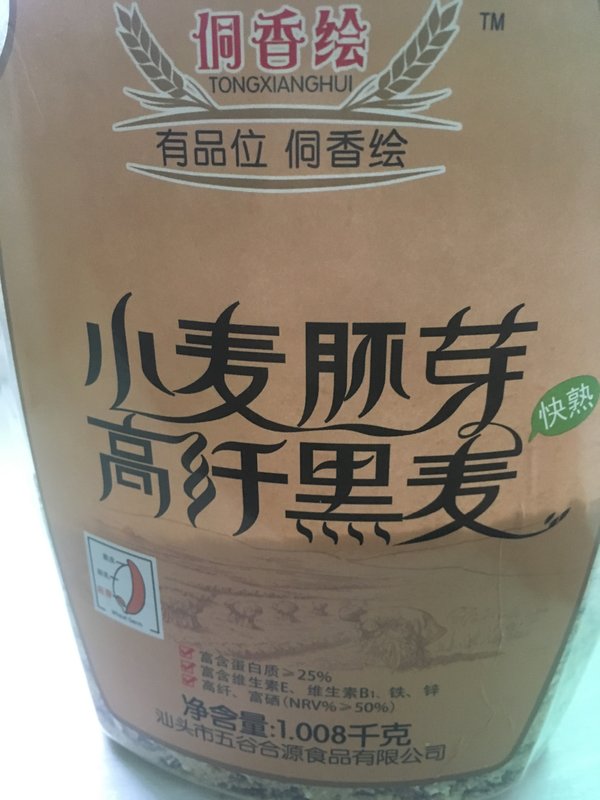 侗香绘
TM
TONGXIANGHUI
有品位 侗香绘
小麦胚芽
快熟
高纤黑麦
富含蛋白质≥25%
富含维生素E、维生素B1、铁、锌
高纤、富硒(NRV%≥50%)
净含量:1.008千克
汕头市五谷合源食品有限公司